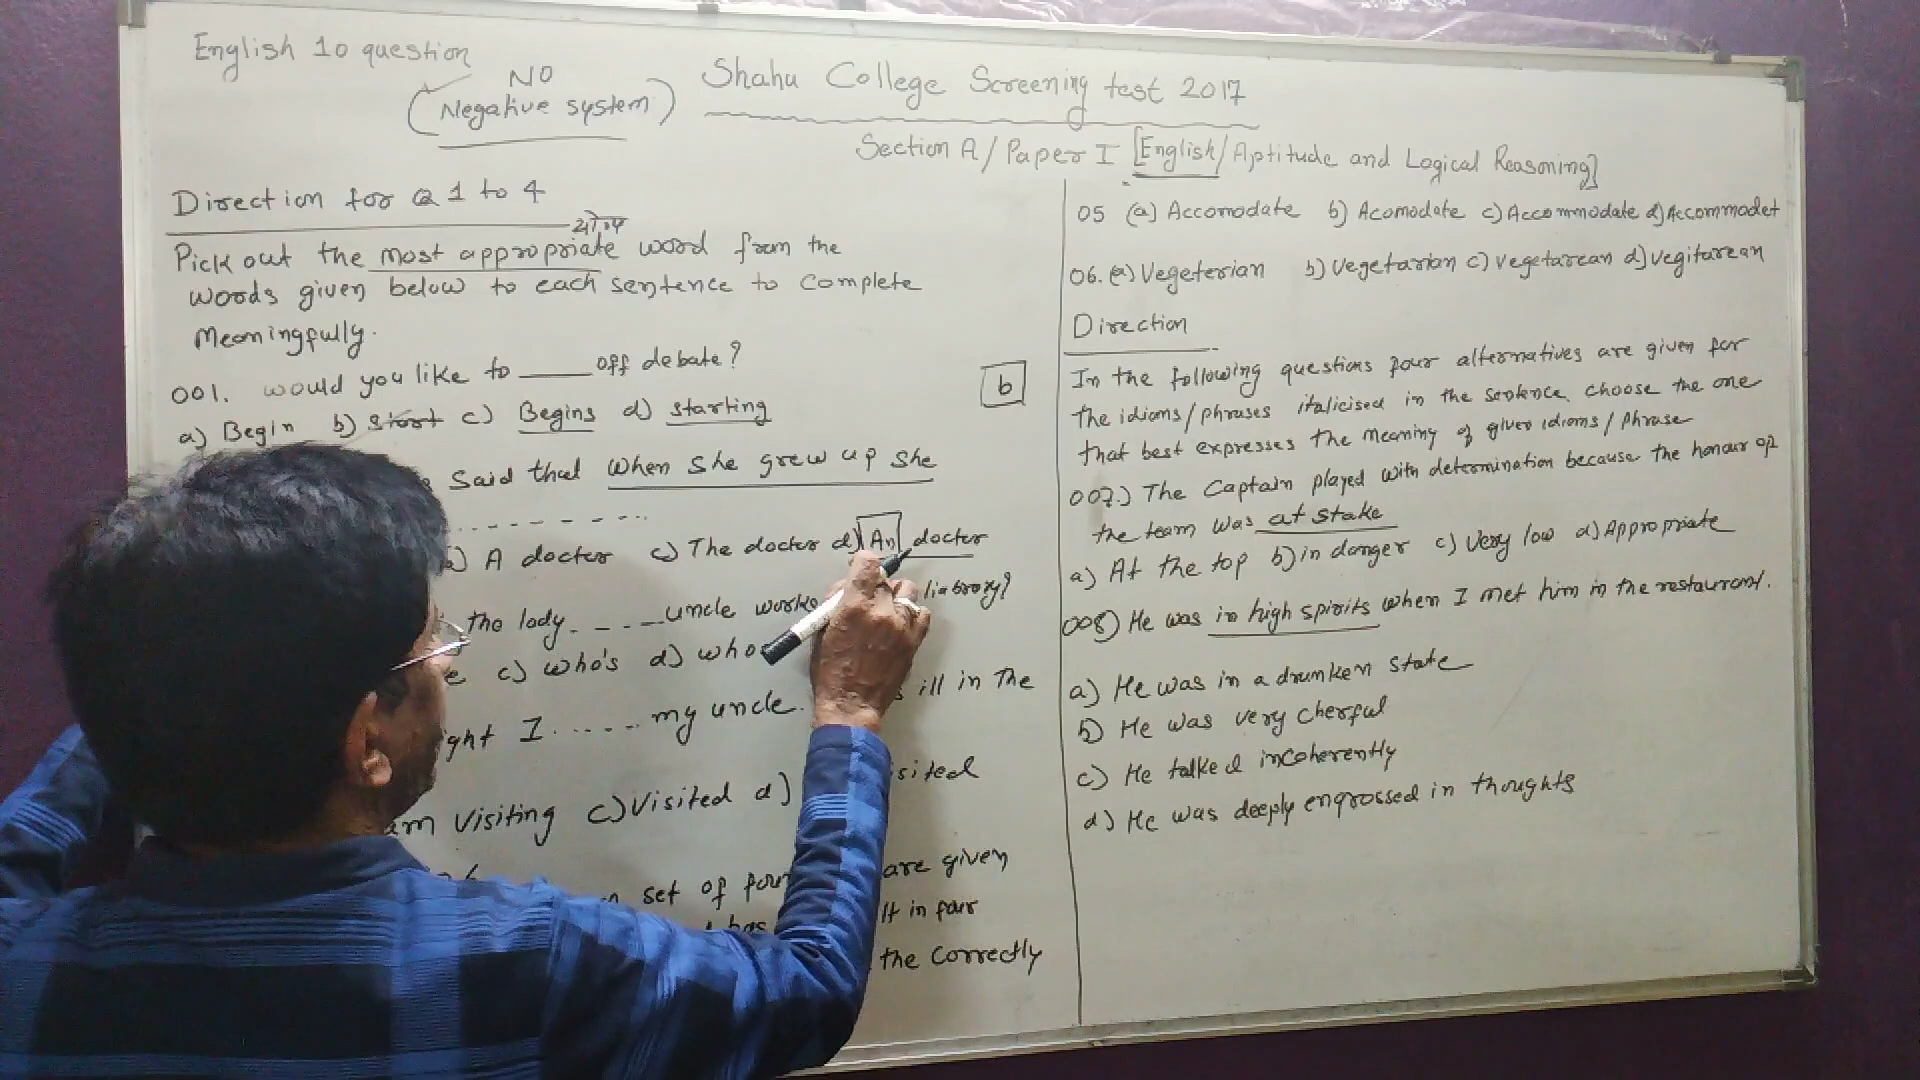 English 10 question
NO
(Negative system)
Shahu College Screening test 2017
Section A/Paper I [English/Aptitude and Logical Reasoning]
Direction for Q 1 to 4
योग्य
Pick out the most appropriate word from the
words given below to each sentence to complete
Meaningfully.
001. would you like to ____ off debate?
a) Begin b) Start c) Begins d) starting
b
said that when she grew up she
..............
A doctor c) The doctor d) An doctor
the lady ..... uncle works liabroxy?
c) who's d) who
ght I ...... my uncle. ill in the
am visiting c) Visited d) isited
set of four are given
has lt in four
the correctly
05 (a) Accomodate b) Acomodate c) Accommodate d) Accommodet
06. (a) Vegeterian b) Vegetarian c) vegetarean d) vegitarean
Direction
In the following questions four alternatives are given for
the idioms/phrases italicised in the sentence. choose the one
that best expresses the meaning of given idioms/Phrase
007.) The Captain played with determination because the honour of
the team was at stake
a) At the top b) in danger c) Very low d) Appropriate
008) He was in high spirits when I met him in the restaurant.
a) He was in a drunken state
b) He was very cherful
c) He talked incoherently
d) He was deeply engrossed in thoughts